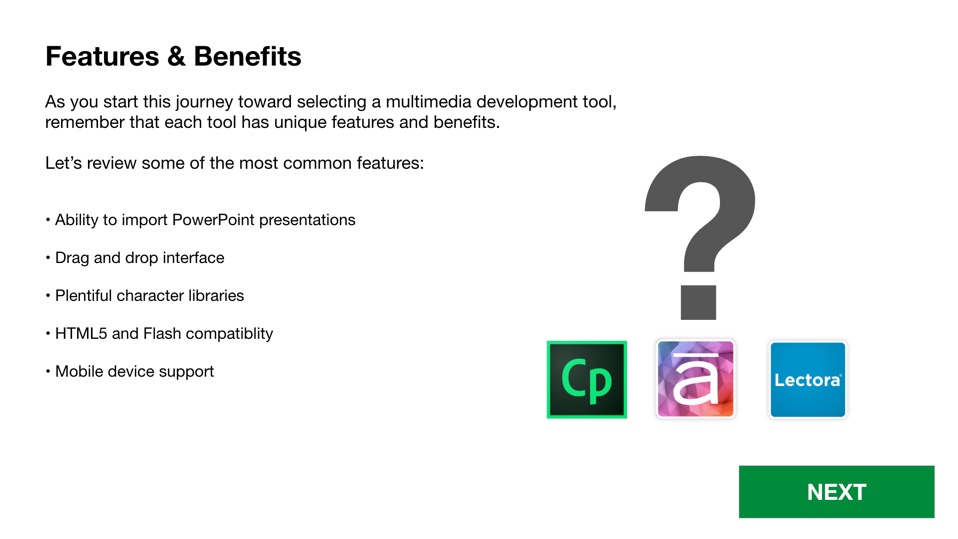 Features & Benefits
As you start this journey toward selecting a multimedia development tool,
remember that each tool has unique features and benefits.
Let’s review some of the most common features:
• Ability to import PowerPoint presentations
• Drag and drop interface
• Plentiful character libraries
• HTML5 and Flash compatiblity
• Mobile device support
?
Cp
a
Lectora
NEXT